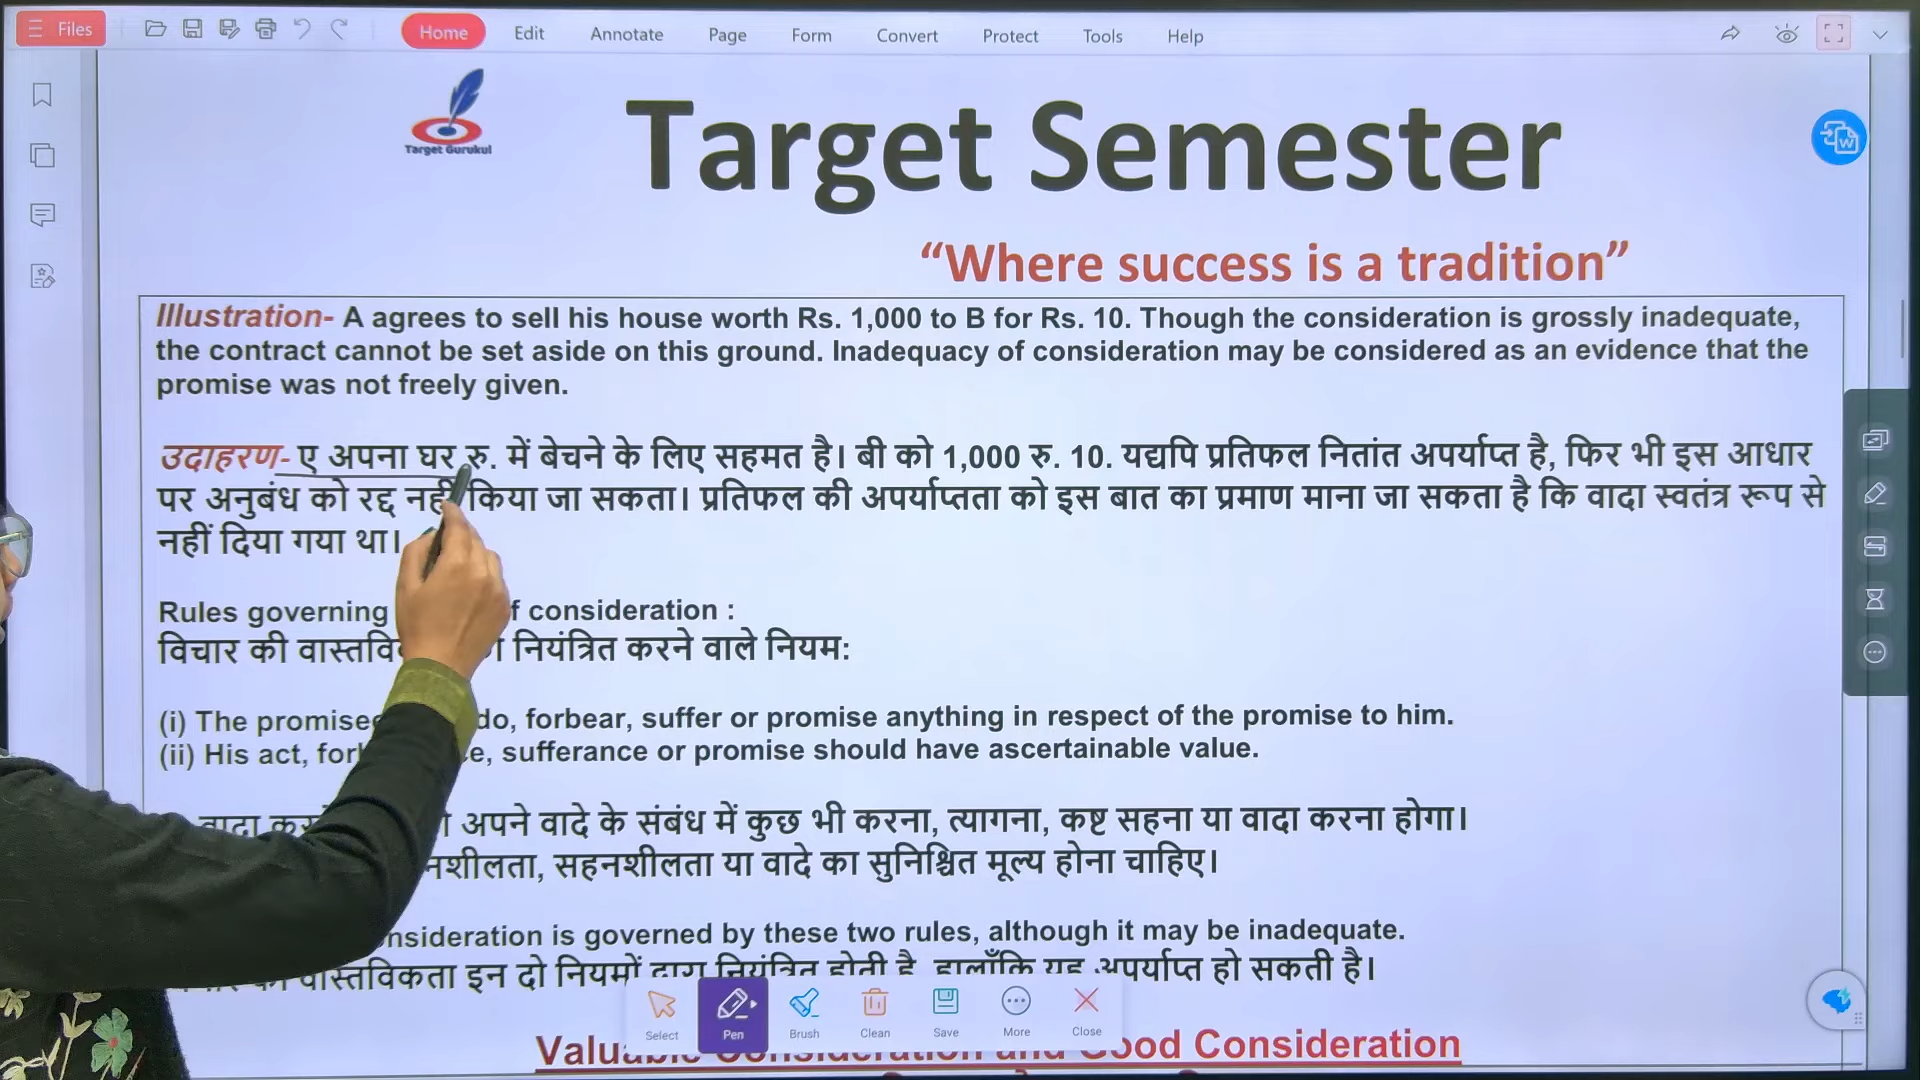 Files
Home Edit Annotate Page Form Convert Protect Tools Help
Target Gurukul
Target Semester
“Where success is a tradition”
Illustration- A agrees to sell his house worth Rs. 1,000 to B for Rs. 10. Though the consideration is grossly inadequate,
the contract cannot be set aside on this ground. Inadequacy of consideration may be considered as an evidence that the
promise was not freely given.
उदाहरण- ए अपना घर रु. में बेचने के लिए सहमत है। बी को 1,000 रु. 10. यद्यपि प्रतिफल नितांत अपर्याप्त है, फिर भी इस आधार
पर अनुबंध को रद्द नहीं किया जा सकता। प्रतिफल की अपर्याप्तता को इस बात का प्रमाण माना जा सकता है कि वादा स्वतंत्र रूप से
नहीं दिया गया था।
Rules governing consideration :
विचार की नियंत्रित करने वाले नियम:
(i) The do, forbear, suffer or promise anything in respect of the promise to him.
(ii) His act, sufferance or promise should have ascertainable value.
वादा अपने वादे के संबंध में कुछ भी करना, त्यागना, कष्ट सहना या वादा करना होगा।
सहनशीलता या वादे का सुनिश्चित मूल्य होना चाहिए।
is governed by these two rules, although it may be inadequate.
वास्तविकता इन दो नियमों द्वारा नियंत्रित होती है, हालाँकि यह अपर्याप्त हो सकती है।
Select Pen Brush Clean Save More Close
Valuable Consideration and Good Consideration